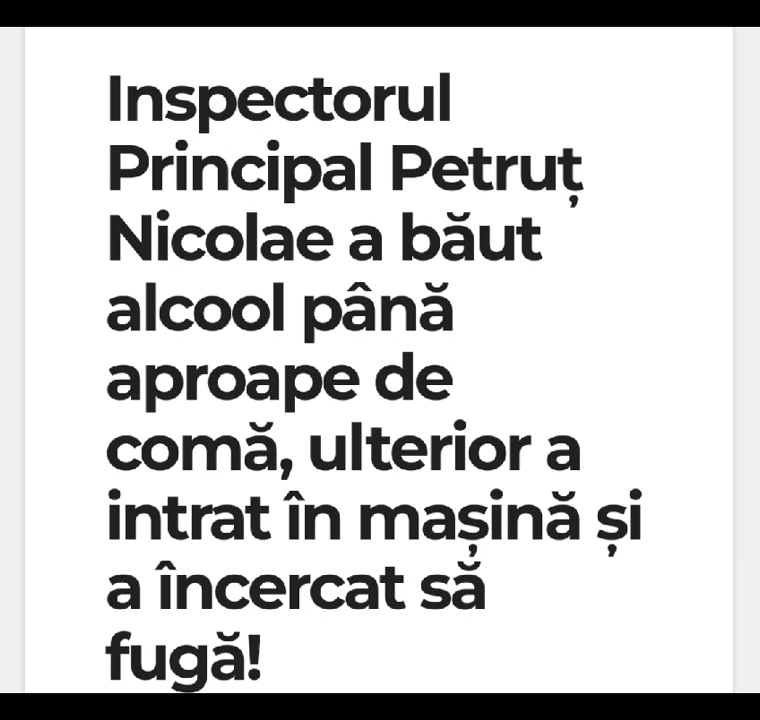 Inspectorul
Principal Petruț
Nicolae a băut
alcool până
aproape de
comă, ulterior a
intrat în mașină și
a încercat să
fugă!